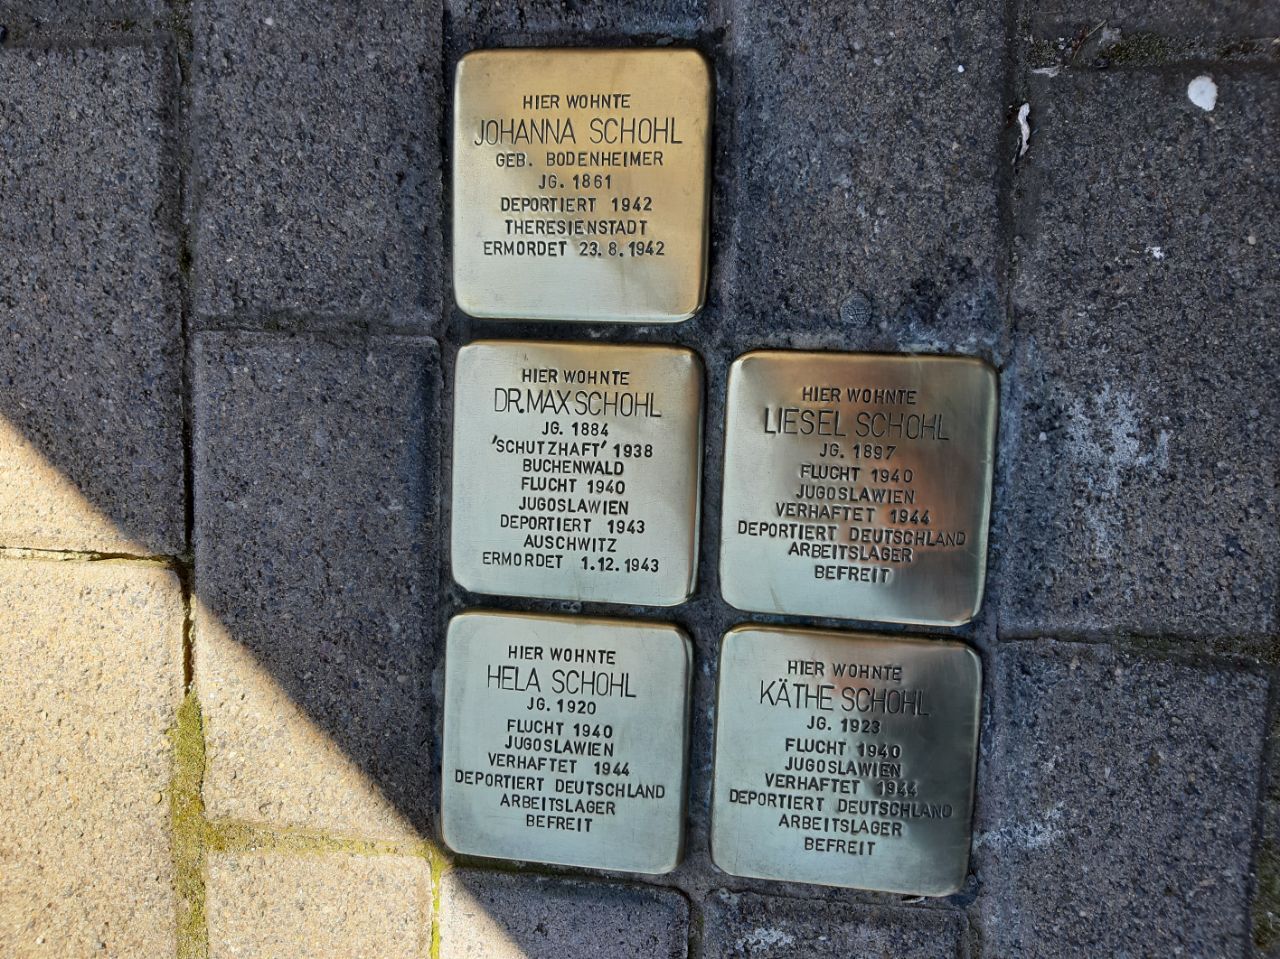 HIER WOHNTE
JOHANNA SCHOHL
GEB. BODENHEIMER
JG. 1861
DEPORTIERT 1942
THERESIENSTADT
ERMORDET 23.8.1942
HIER WOHNTE
DR. MAX SCHOHL
JG. 1884
'SCHUTZHAFT' 1938
BUCHENWALD
FLUCHT 1940
JUGOSLAWIEN
DEPORTIERT 1943
AUSCHWITZ
ERMORDET 1.12.1943
HIER WOHNTE
LIESEL SCHOHL
JG. 1897
FLUCHT 1940
JUGOSLAWIEN
VERHAFTET 1944
DEPORTIERT DEUTSCHLAND
ARBEITSLAGER
BEFREIT
HIER WOHNTE
HELA SCHOHL
JG. 1920
FLUCHT 1940
JUGOSLAWIEN
VERHAFTET 1944
DEPORTIERT DEUTSCHLAND
ARBEITSLAGER
BEFREIT
HIER WOHNTE
KÄTHE SCHOHL
JG. 1923
FLUCHT 1940
JUGOSLAWIEN
VERHAFTET 1944
DEPORTIERT DEUTSCHLAND
ARBEITSLAGER
BEFREIT